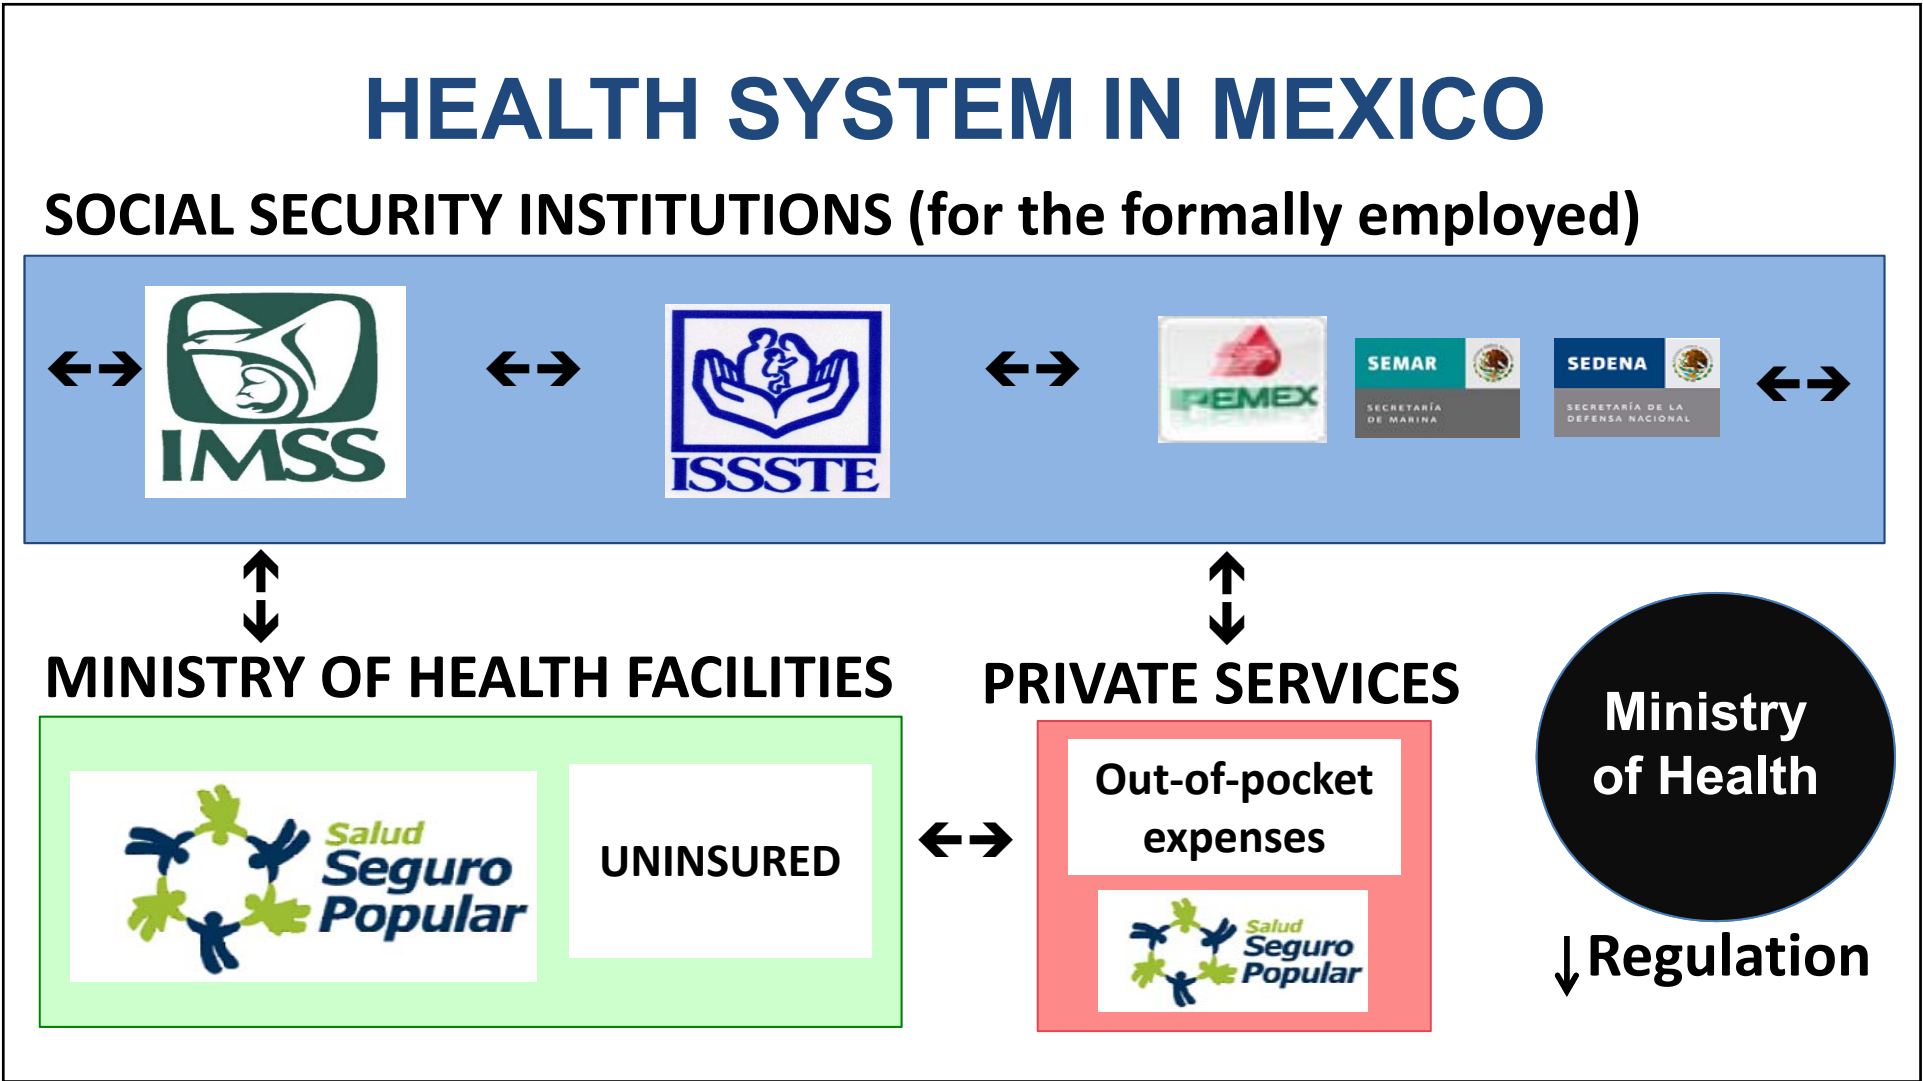 HEALTH SYSTEM IN MEXICO
SOCIAL SECURITY INSTITUTIONS (for the formally employed)
IMSS
ISSSTE
PEMEX
SEMAR
SECRETARÍA
DE MARINA
SEDENA
SECRETARÍA DE LA
DEFENSA NACIONAL
MINISTRY OF HEALTH FACILITIES
Salud
Seguro
Popular
UNINSURED
PRIVATE SERVICES
Out-of-pocket
expenses
Salud
Seguro
Popular
Ministry
of Health
↓Regulation